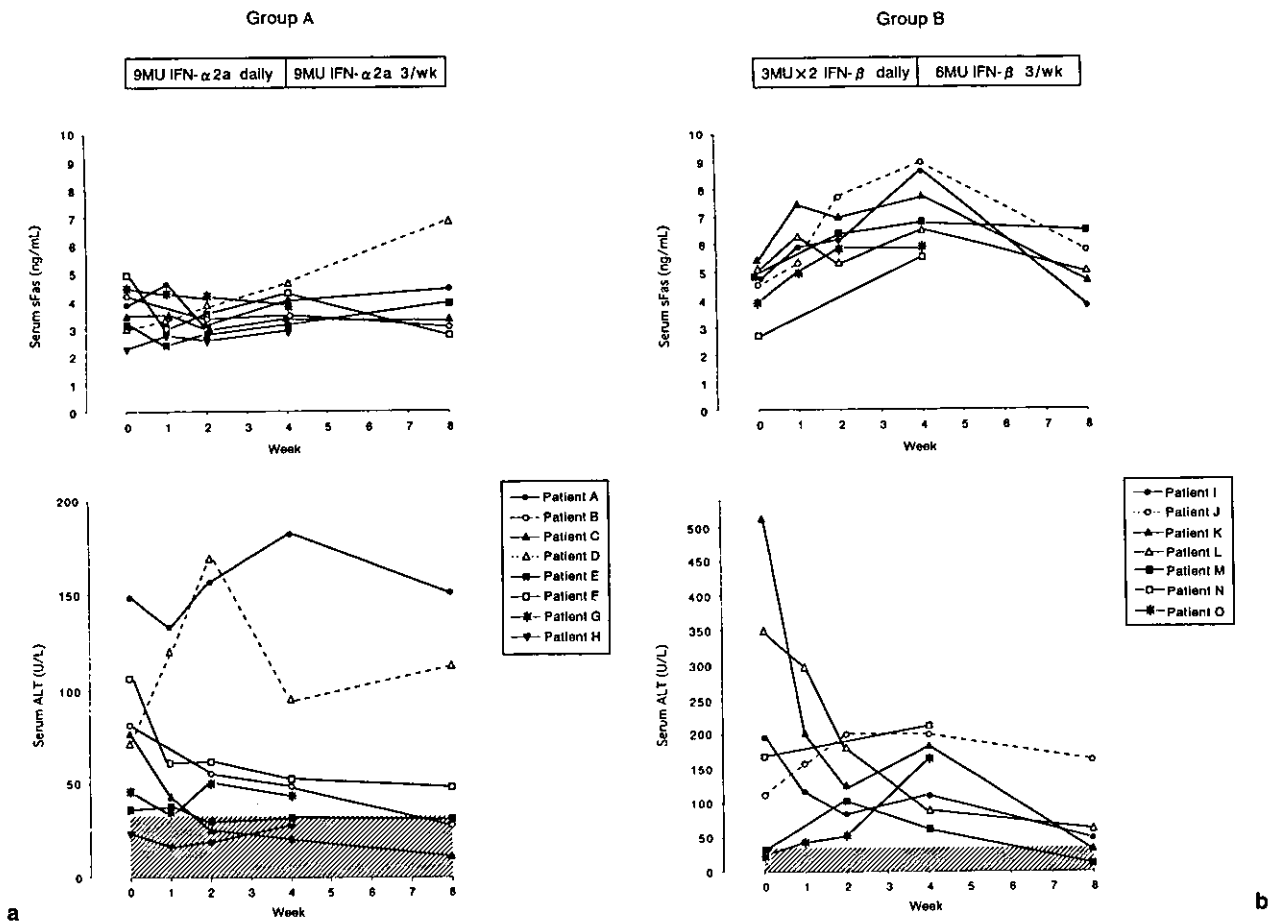 Group A
9MU IFN-α2a daily 9MU IFN-α2a 3/wk
10
9
8
7
6
5
4
3
2
1
0
Serum sFas (ng/mL)
0 1 2 3 4 5 6 7 8
Week
200
150
100
50
0
Serum ALT (U/L)
0 1 2 3 4 5 6 7 8
Week
Patient A
Patient B
Patient C
Patient D
Patient E
Patient F
Patient G
Patient H
a
Group B
3MU×2 IFN-β daily 6MU IFN-β 3/wk
10
9
8
7
6
5
4
3
2
1
0
Serum sFas (ng/mL)
0 1 2 3 4 5 6 7 8
Week
500
450
400
350
300
250
200
150
100
50
0
Serum ALT (U/L)
0 1 2 3 4 5 6 7 8
Week
Patient I
Patient J
Patient K
Patient L
Patient M
Patient N
Patient O
b